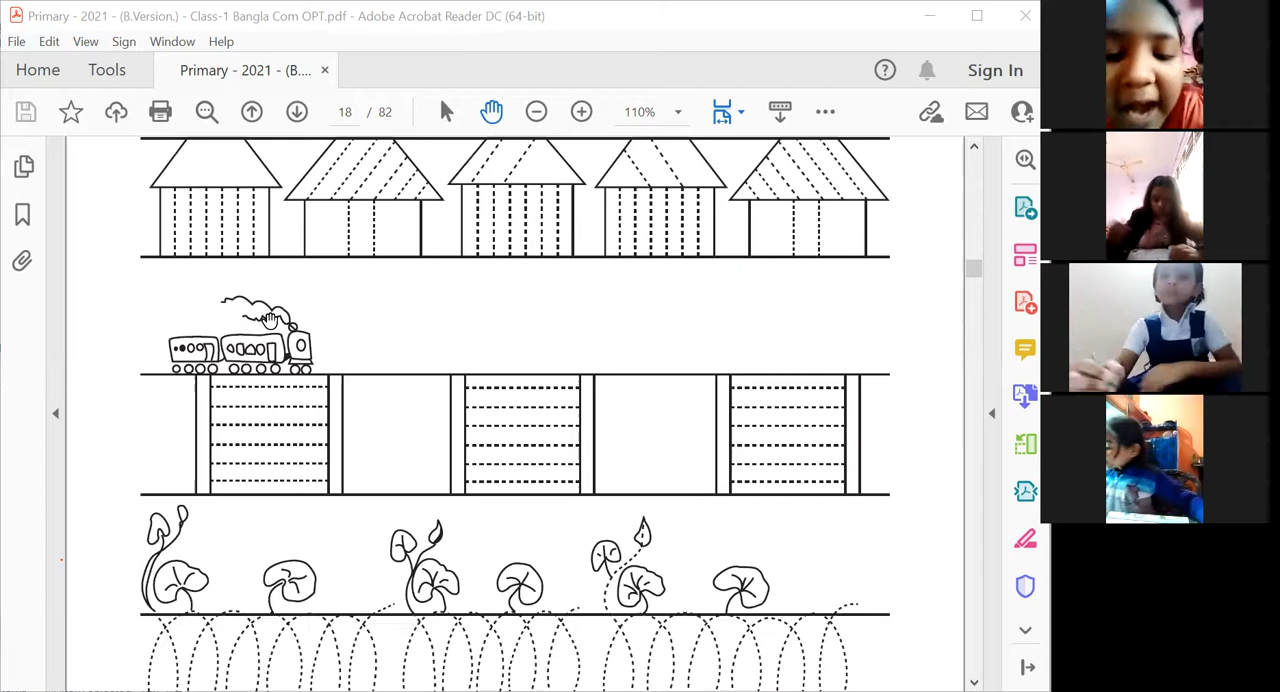 Primary - 2021 - (B.Version.) - Class-1 Bangla Com OPT.pdf - Adobe Acrobat Reader DC (64-bit)
File Edit View Sign Window Help
Home Tools Primary - 2021 - (B.... × Sign In
18 / 82 110%